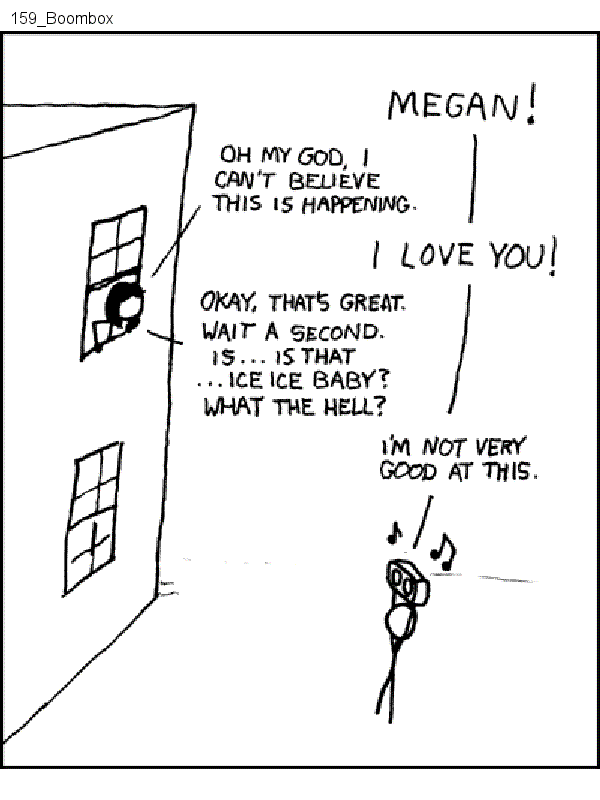 159_Boombox
MEGAN!
OH MY GOD, I
CAN'T BELIEVE
THIS IS HAPPENING.
I LOVE YOU!
OKAY, THAT'S GREAT.
WAIT A SECOND.
IS... IS THAT
...ICE ICE BABY?
WHAT THE HELL?
I'M NOT VERY
GOOD AT THIS.